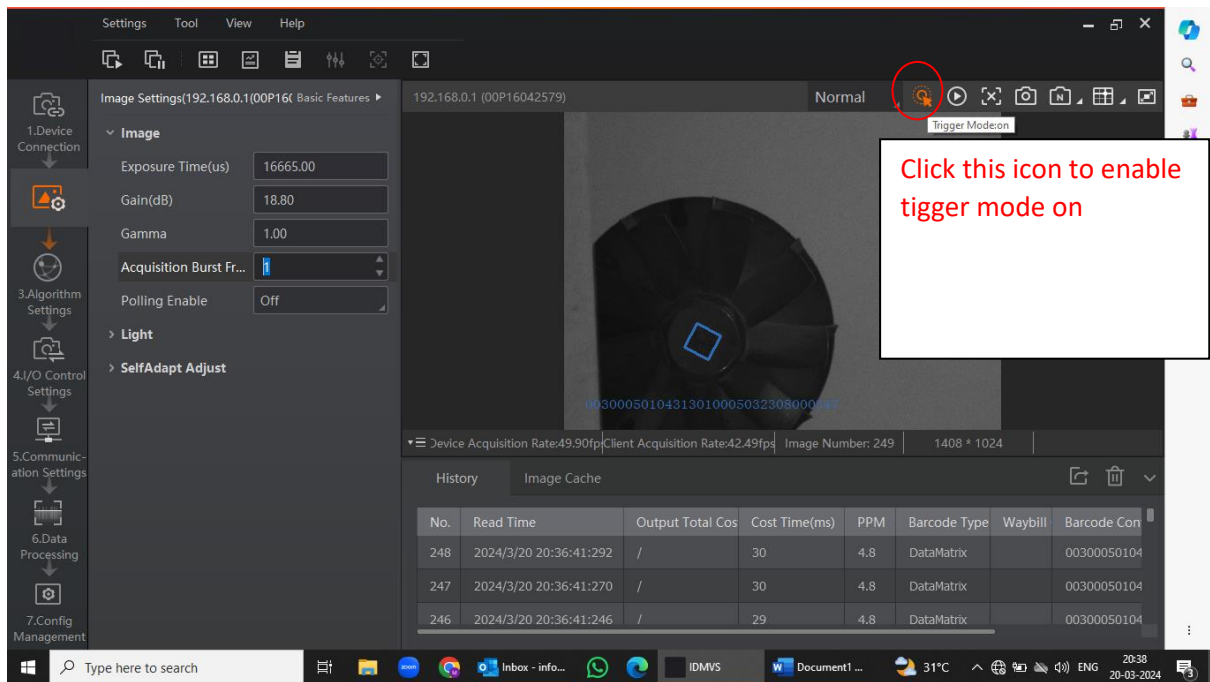 Settings Tool View Help
Image Settings(192.168.0.1(00P16( Basic Features
192.168.0.1 (00P16042579)
Normal
Trigger Mode:on
Click this icon to enable
tigger mode on
1.Device
Connection
3.Algorithm
Settings
4.I/O Control
Settings
5.Communic-
ation Settings
6.Data
Processing
7.Config
Management
Image
Exposure Time(us) 16665.00
Gain(dB) 18.80
Gamma 1.00
Acquisition Burst Fr... 1
Polling Enable Off
Light
SelfAdapt Adjust
Device Acquisition Rate:49.90fps Client Acquisition Rate:42.49fps Image Number: 249 1408 * 1024
History Image Cache
No. Read Time Output Total Cos Cost Time(ms) PPM Barcode Type Waybill Barcode Con
248 2024/3/20 20:36:41:292 / 30 4.8 DataMatrix 00300050104
247 2024/3/20 20:36:41:270 / 30 4.8 DataMatrix 00300050104
246 2024/3/20 20:36:41:246 / 29 4.8 DataMatrix 00300050104
Type here to search
zoom
Inbox - info...
IDMVS
Document1 ...
31°C
ENG
20:38
20-03-2024
3